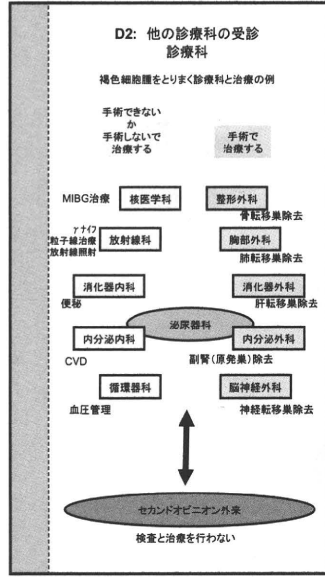 D2: 他の診療科の受診
診療科
褐色細胞腫をとりまく診療科と治療の例
手術できない
か
手術しないで
治療する
手術で
治療する
MIBG治療
核医学科
整形外科
骨転移巣除去
γナイフ
粒子線治療
放射線照射
放射線科
胸部外科
肺転移巣除去
消化器内科
便秘
消化器外科
肝転移巣除去
泌尿器科
内分泌内科
CVD
内分泌外科
副腎(原発巣)除去
循環器科
血圧管理
脳神経外科
神経転移巣除去
セカンドオピニオン外来
検査と治療を行わない